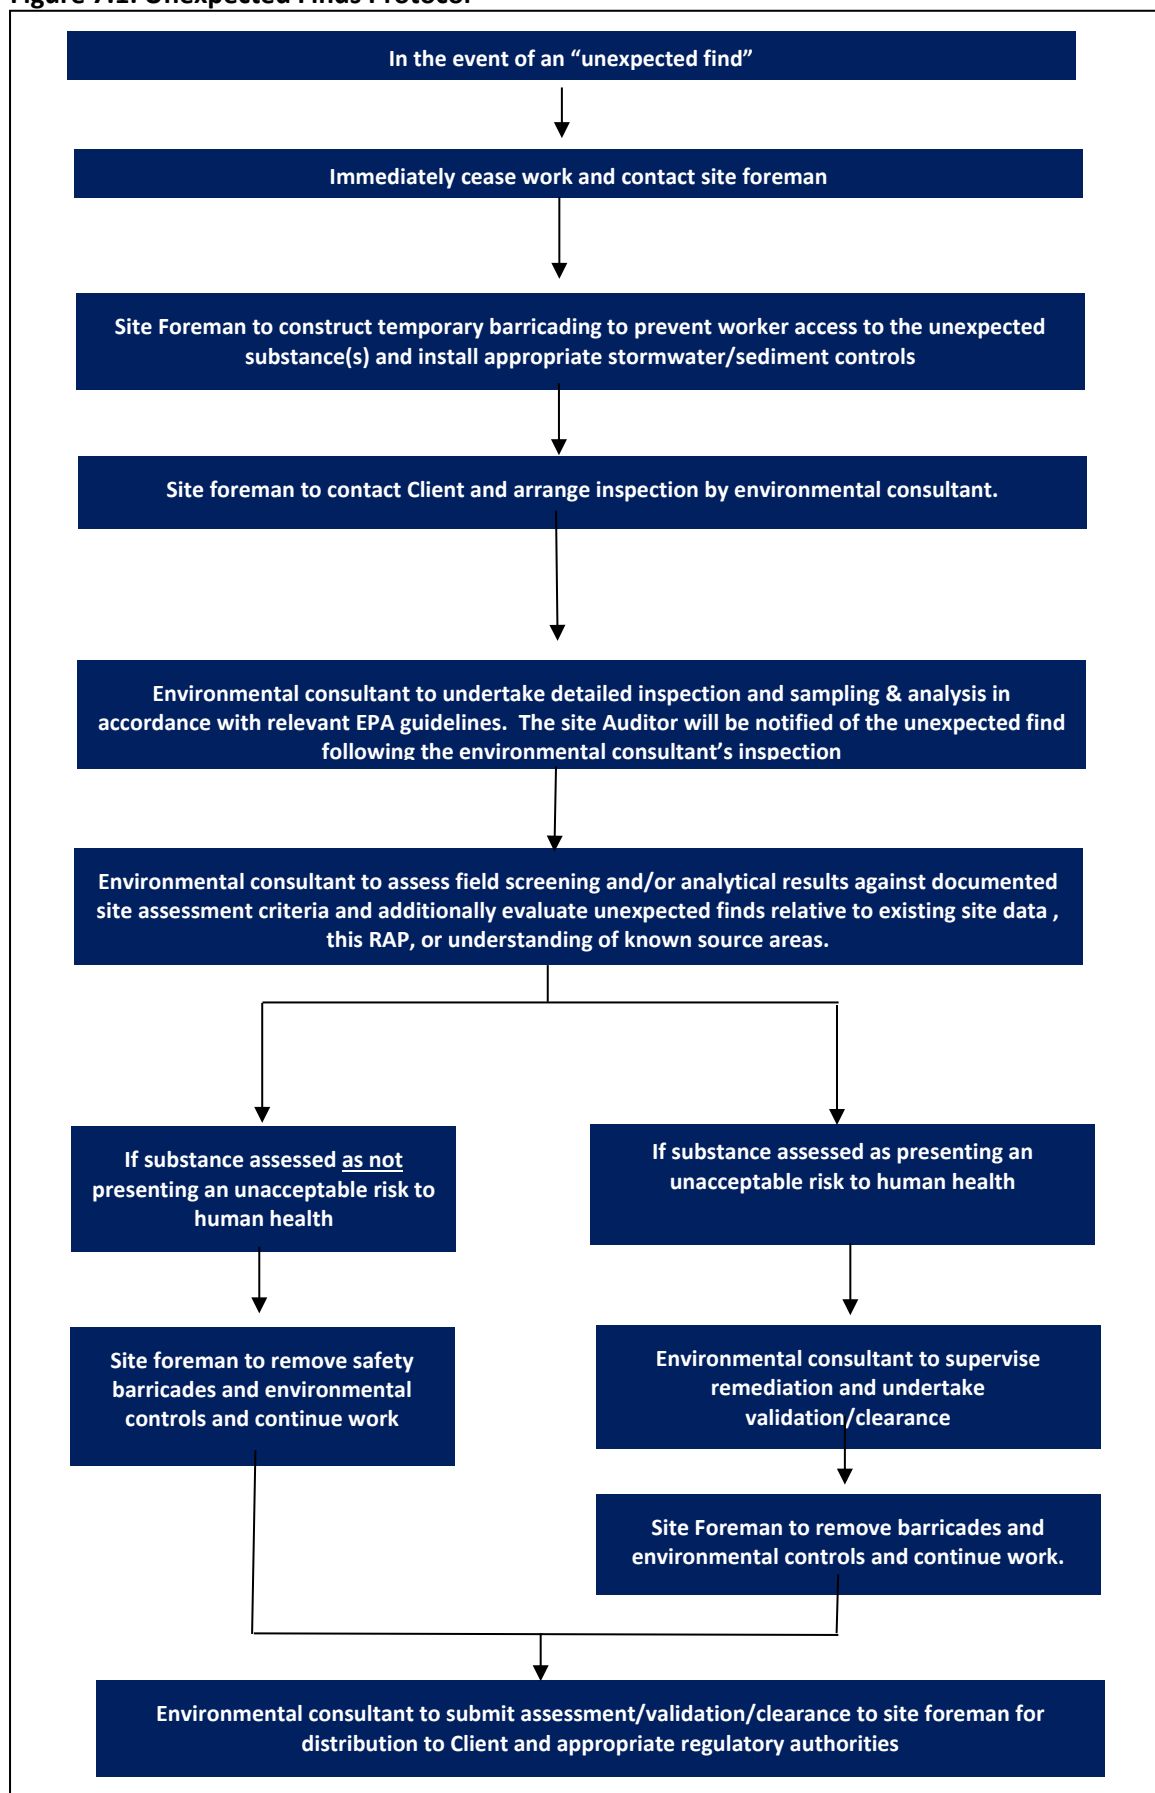 Figure 7.1: Unexpected Finds Protocol
In the event of an “unexpected find”
Immediately cease work and contact site foreman
Site Foreman to construct temporary barricading to prevent worker access to the unexpected
substance(s) and install appropriate stormwater/sediment controls
Site foreman to contact Client and arrange inspection by environmental consultant.
Environmental consultant to undertake detailed inspection and sampling & analysis in
accordance with relevant EPA guidelines.  The site Auditor will be notified of the unexpected find
following the environmental consultant’s inspection
Environmental consultant to assess field screening and/or analytical results against documented
site assessment criteria and additionally evaluate unexpected finds relative to existing site data ,
this RAP, or understanding of known source areas.
If substance assessed as not
presenting an unacceptable risk to
human health
If substance assessed as presenting an
unacceptable risk to human health
Site foreman to remove safety
barricades and environmental
controls and continue work
Environmental consultant to supervise
remediation and undertake
validation/clearance
Site Foreman to remove barricades and
environmental controls and continue work.
Environmental consultant to submit assessment/validation/clearance to site foreman for
distribution to Client and appropriate regulatory authorities